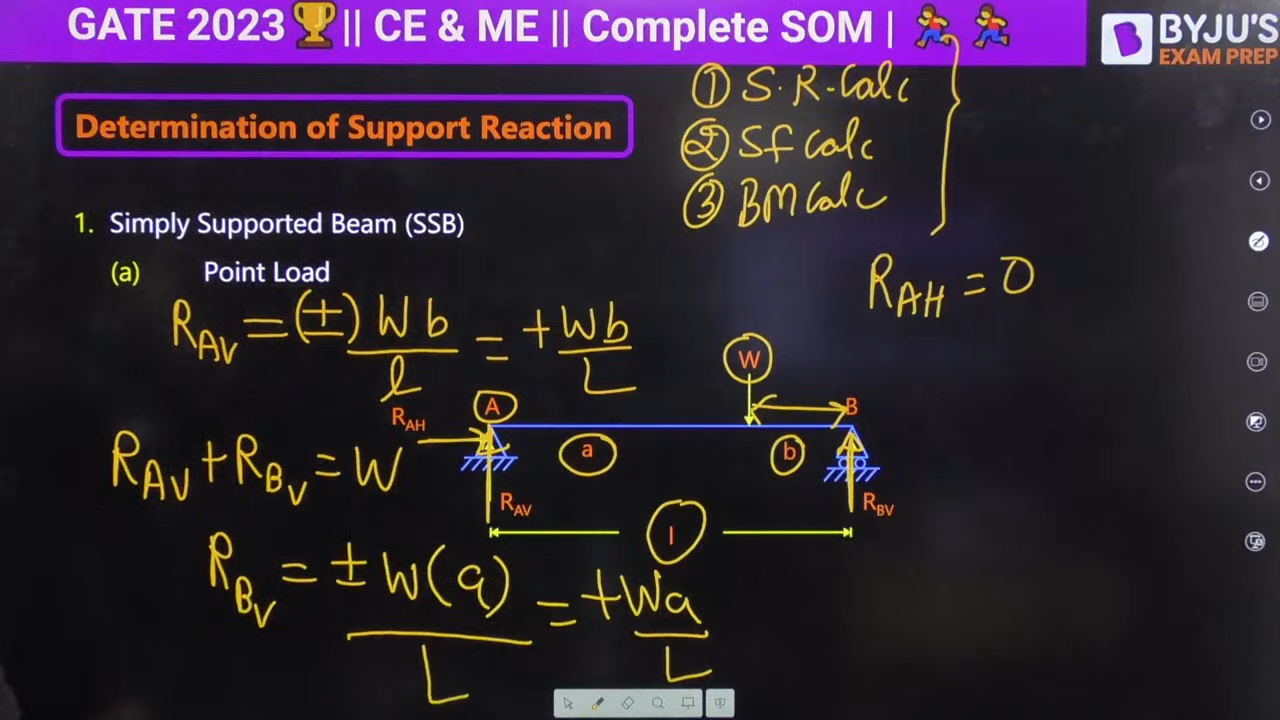 GATE 2023🏆|| CE & ME || Complete SOM | 🏃 🏃
BYJU'S
EXAM PREP
① S.R-Calc
② SF Calc
③ BM Calc
Determination of Support Reaction
1. Simply Supported Beam (SSB)
(a) Point Load
R_AH = 0
R_AV = (±) Wb/l = + Wb/L
W
A
B
R_AH
a
b
R_AV + R_BV = W
R_AV
R_BV
l
R_BV = ± W(a)/L = + Wa/L